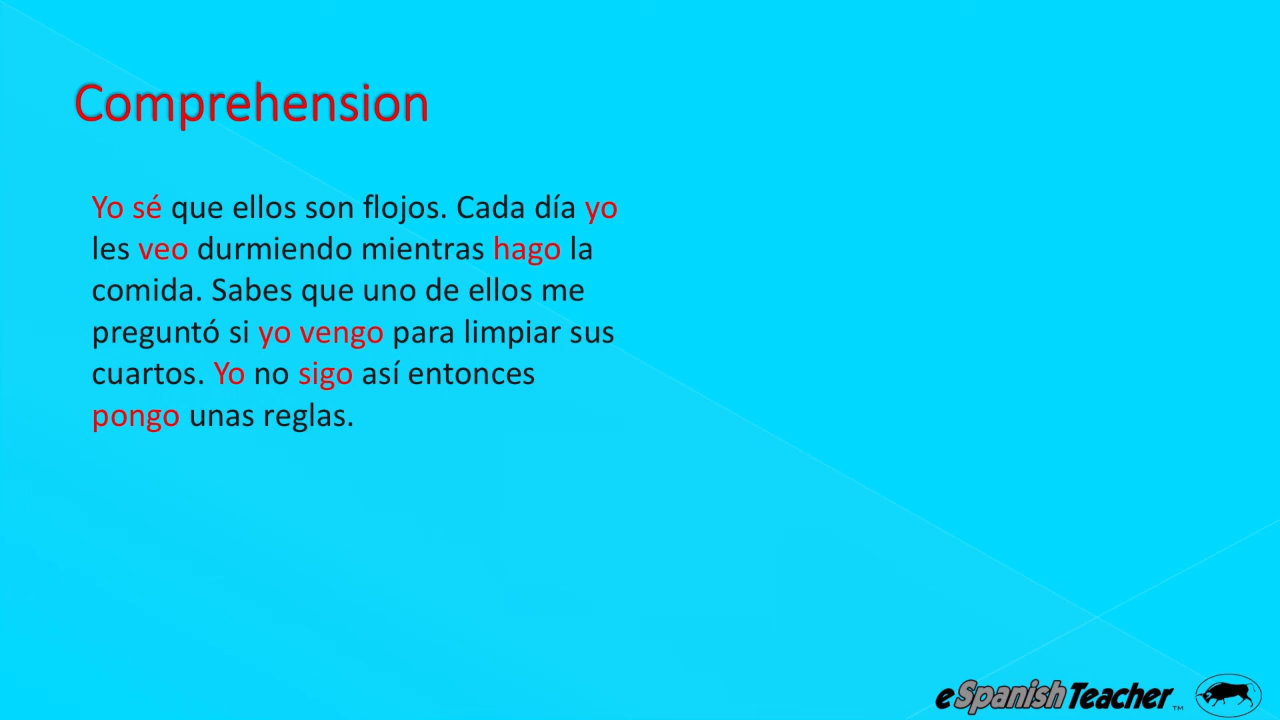 Comprehension
Yo sé que ellos son flojos. Cada día yo
les veo durmiendo mientras hago la
comida. Sabes que uno de ellos me
preguntó si yo vengo para limpiar sus
cuartos. Yo no sigo así entonces
pongo unas reglas.
eSpanishTeacher™